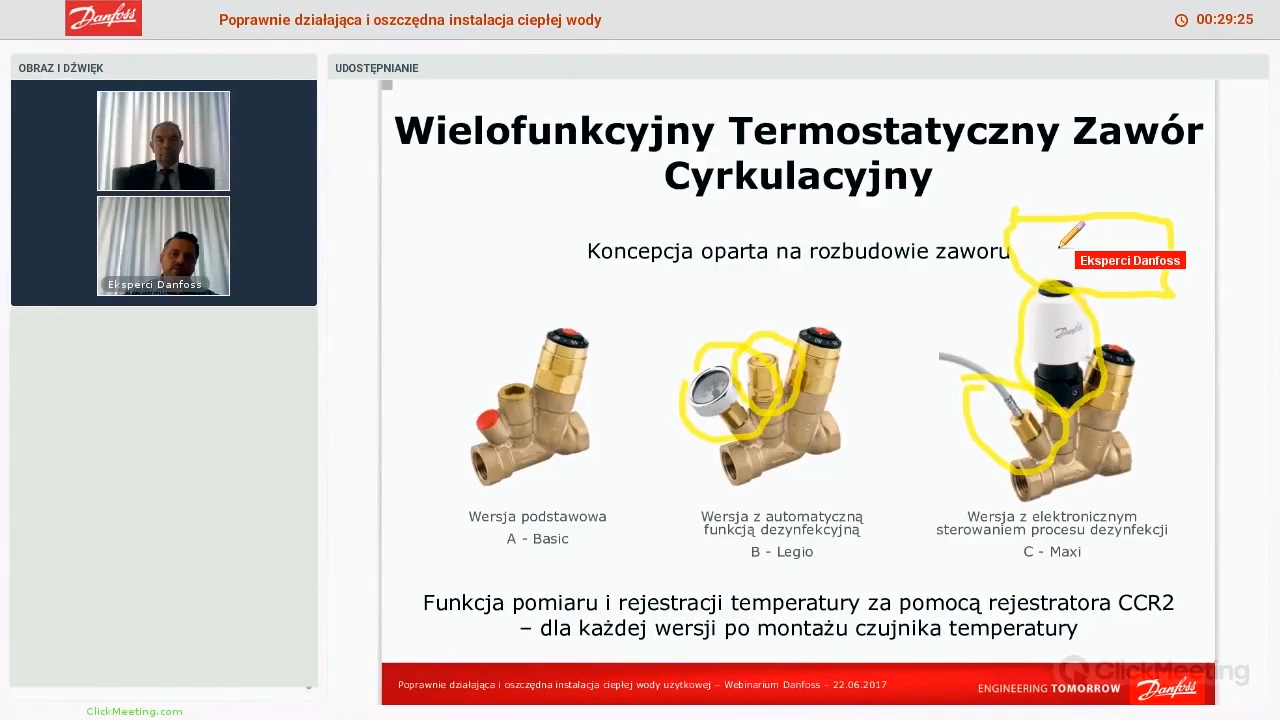 Danfoss
Poprawnie działająca i oszczędna instalacja ciepłej wody
00:29:25
OBRAZ I DŹWIĘK
UDOSTĘPNIANIE
Eksperci Danfoss
Wielofunkcyjny Termostatyczny Zawór
Cyrkulacyjny
Koncepcja oparta na rozbudowie zaworu
Eksperci Danfoss
Danfoss
Wersja podstawowa
A - Basic
Wersja z automatyczną
funkcją dezynfekcyjną
B - Legio
Wersja z elektronicznym
sterowaniem procesu dezynfekcji
C - Maxi
Funkcja pomiaru i rejestracji temperatury za pomocą rejestratora CCR2
– dla każdej wersji po montażu czujnika temperatury
Poprawnie działająca i oszczędna instalacja ciepłej wody użytkowej – Webinarium Danfoss – 22.06.2017
ENGINEERING TOMORROW
Danfoss
ClickMeeting
ClickMeeting.com